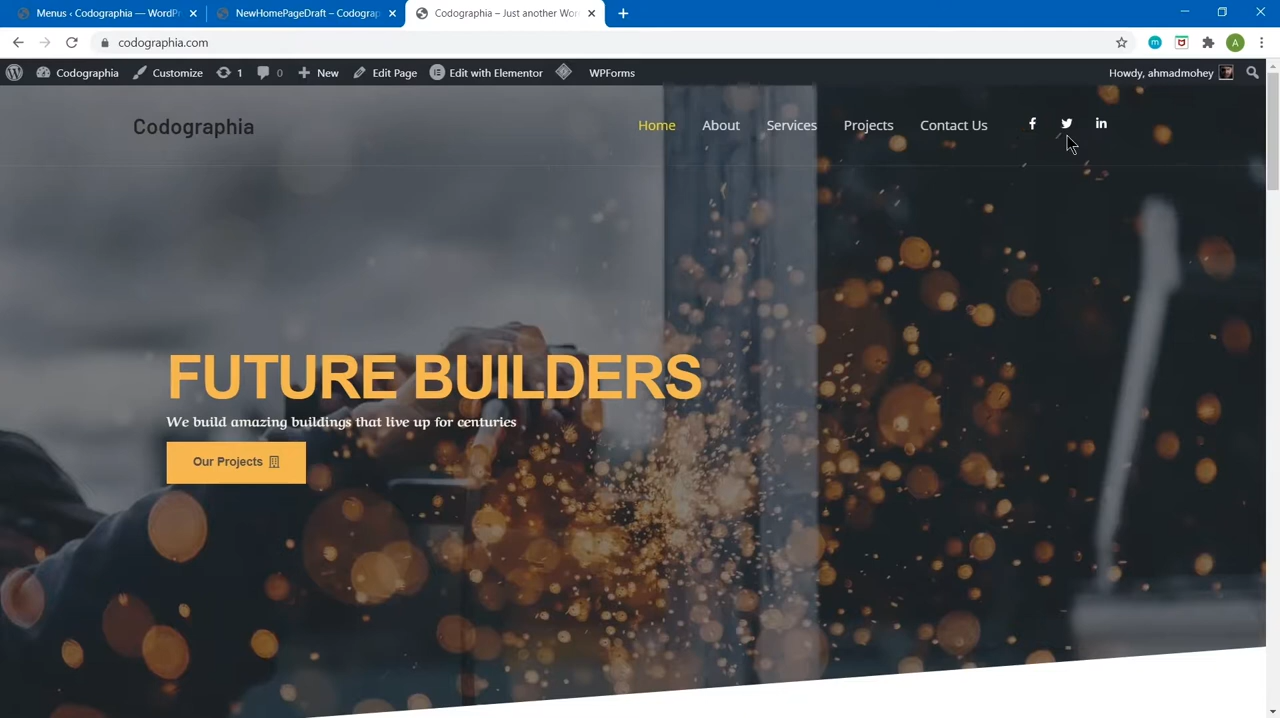 Menus ‹ Codographia — WordPr
NewHomePageDraft – Codograp
Codographia – Just another Wor
codographia.com
A
Codographia
Customize
1
0
New
Edit Page
Edit with Elementor
WPForms
Howdy, ahmadmohey
Codographia
Home
About
Services
Projects
Contact Us
FUTURE BUILDERS
We build amazing buildings that live up for centuries
Our Projects